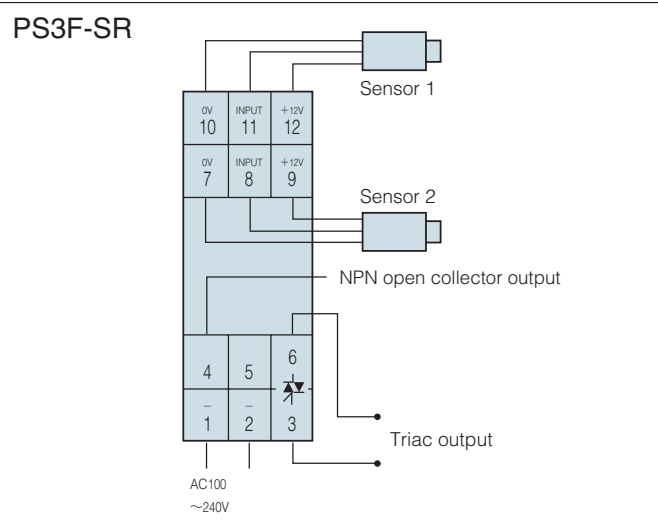 PS3F-SR
Sensor 1
0V INPUT +12V
10 11 12
0V INPUT +12V
7 8 9
Sensor 2
NPN open collector output
4 5 6
– –
1 2 3
Triac output
AC100
～240V